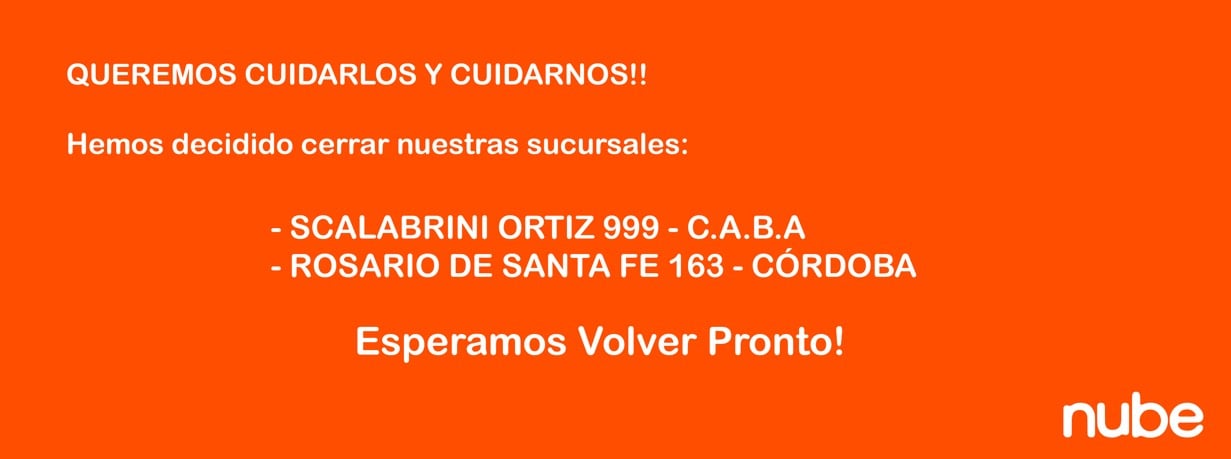 QUEREMOS CUIDARLOS Y CUIDARNOS!!
Hemos decidido cerrar nuestras sucursales:
- SCALABRINI ORTIZ 999 - C.A.B.A
- ROSARIO DE SANTA FE 163 - CÓRDOBA
Esperamos Volver Pronto!
nube